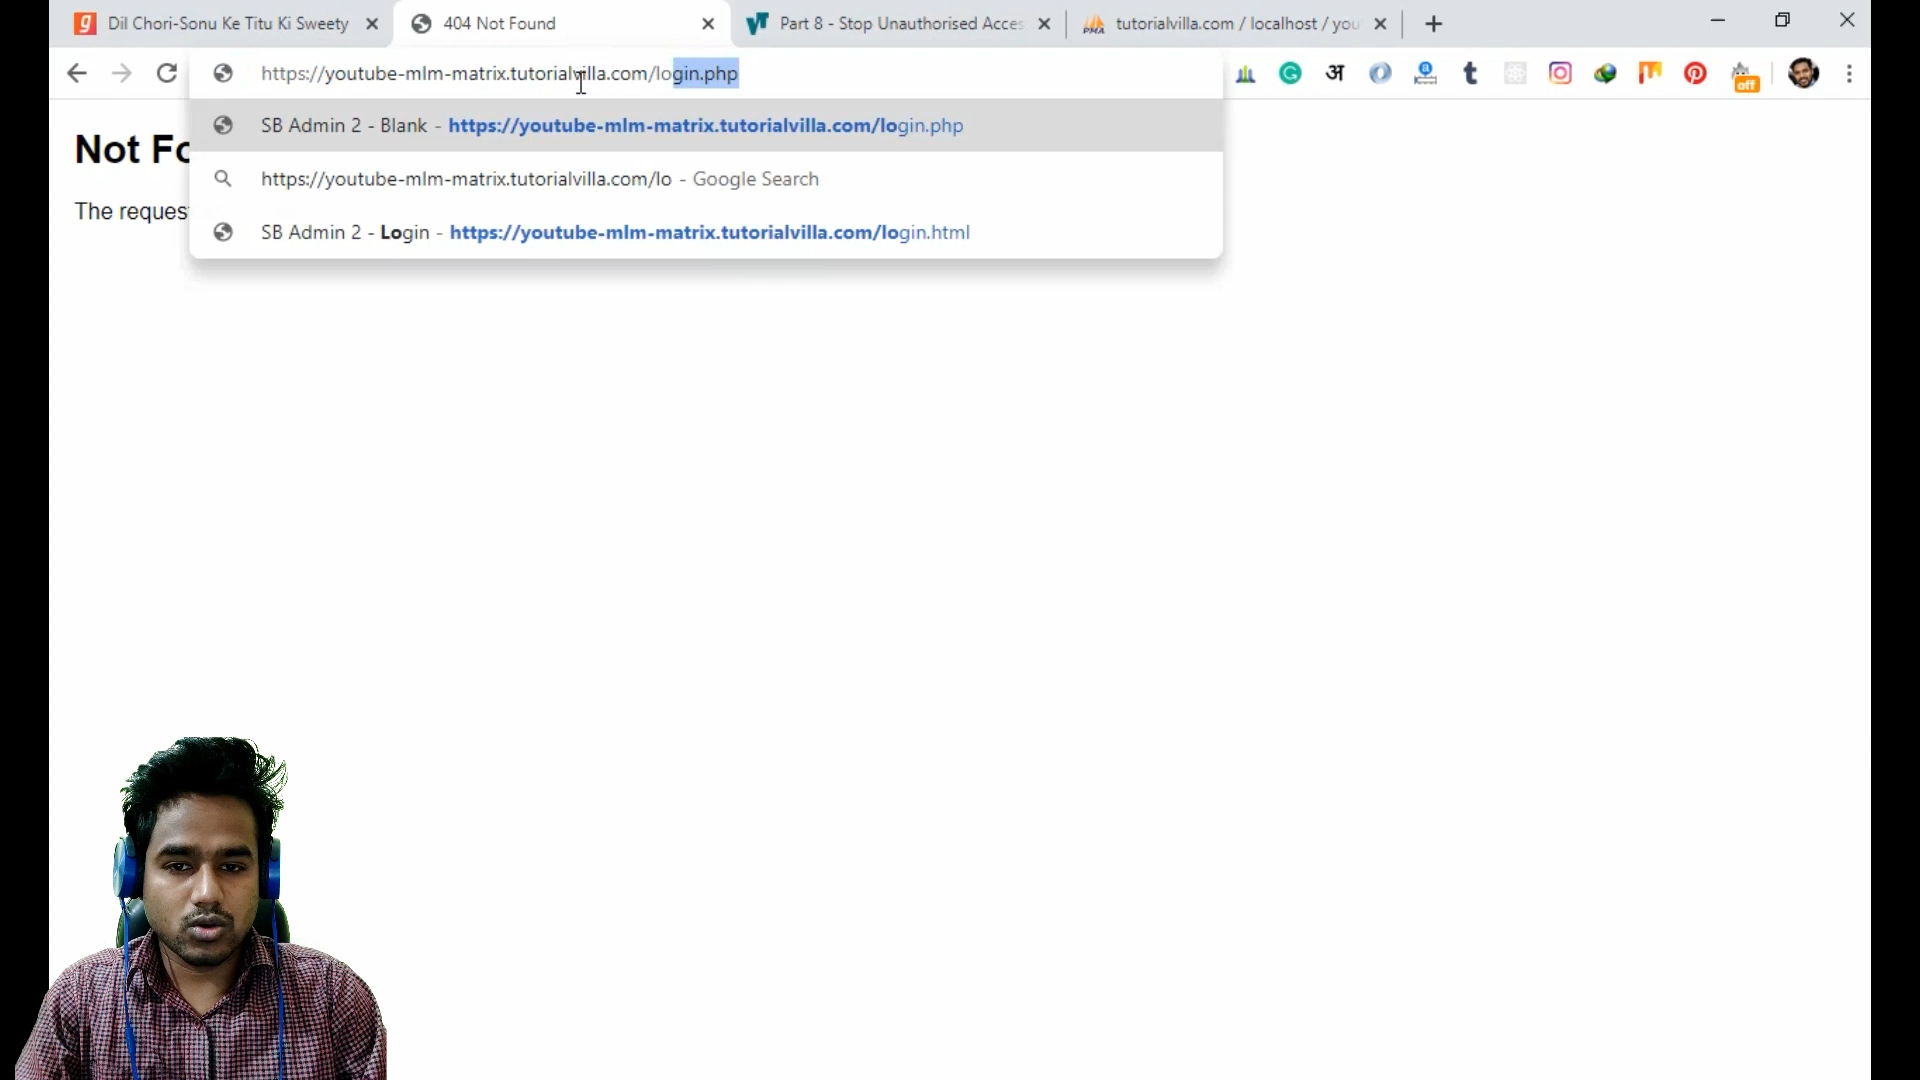 Dil Chori-Sonu Ke Titu Ki Sweety
404 Not Found
Part 8 - Stop Unauthorised Acces
tutorialvilla.com / localhost / you
PMA
https://youtube-mlm-matrix.tutorialvilla.com/login.php
अ
a
t
off
SB Admin 2 - Blank - https://youtube-mlm-matrix.tutorialvilla.com/login.php
https://youtube-mlm-matrix.tutorialvilla.com/lo - Google Search
SB Admin 2 - Login - https://youtube-mlm-matrix.tutorialvilla.com/login.html
Not Fo
The request